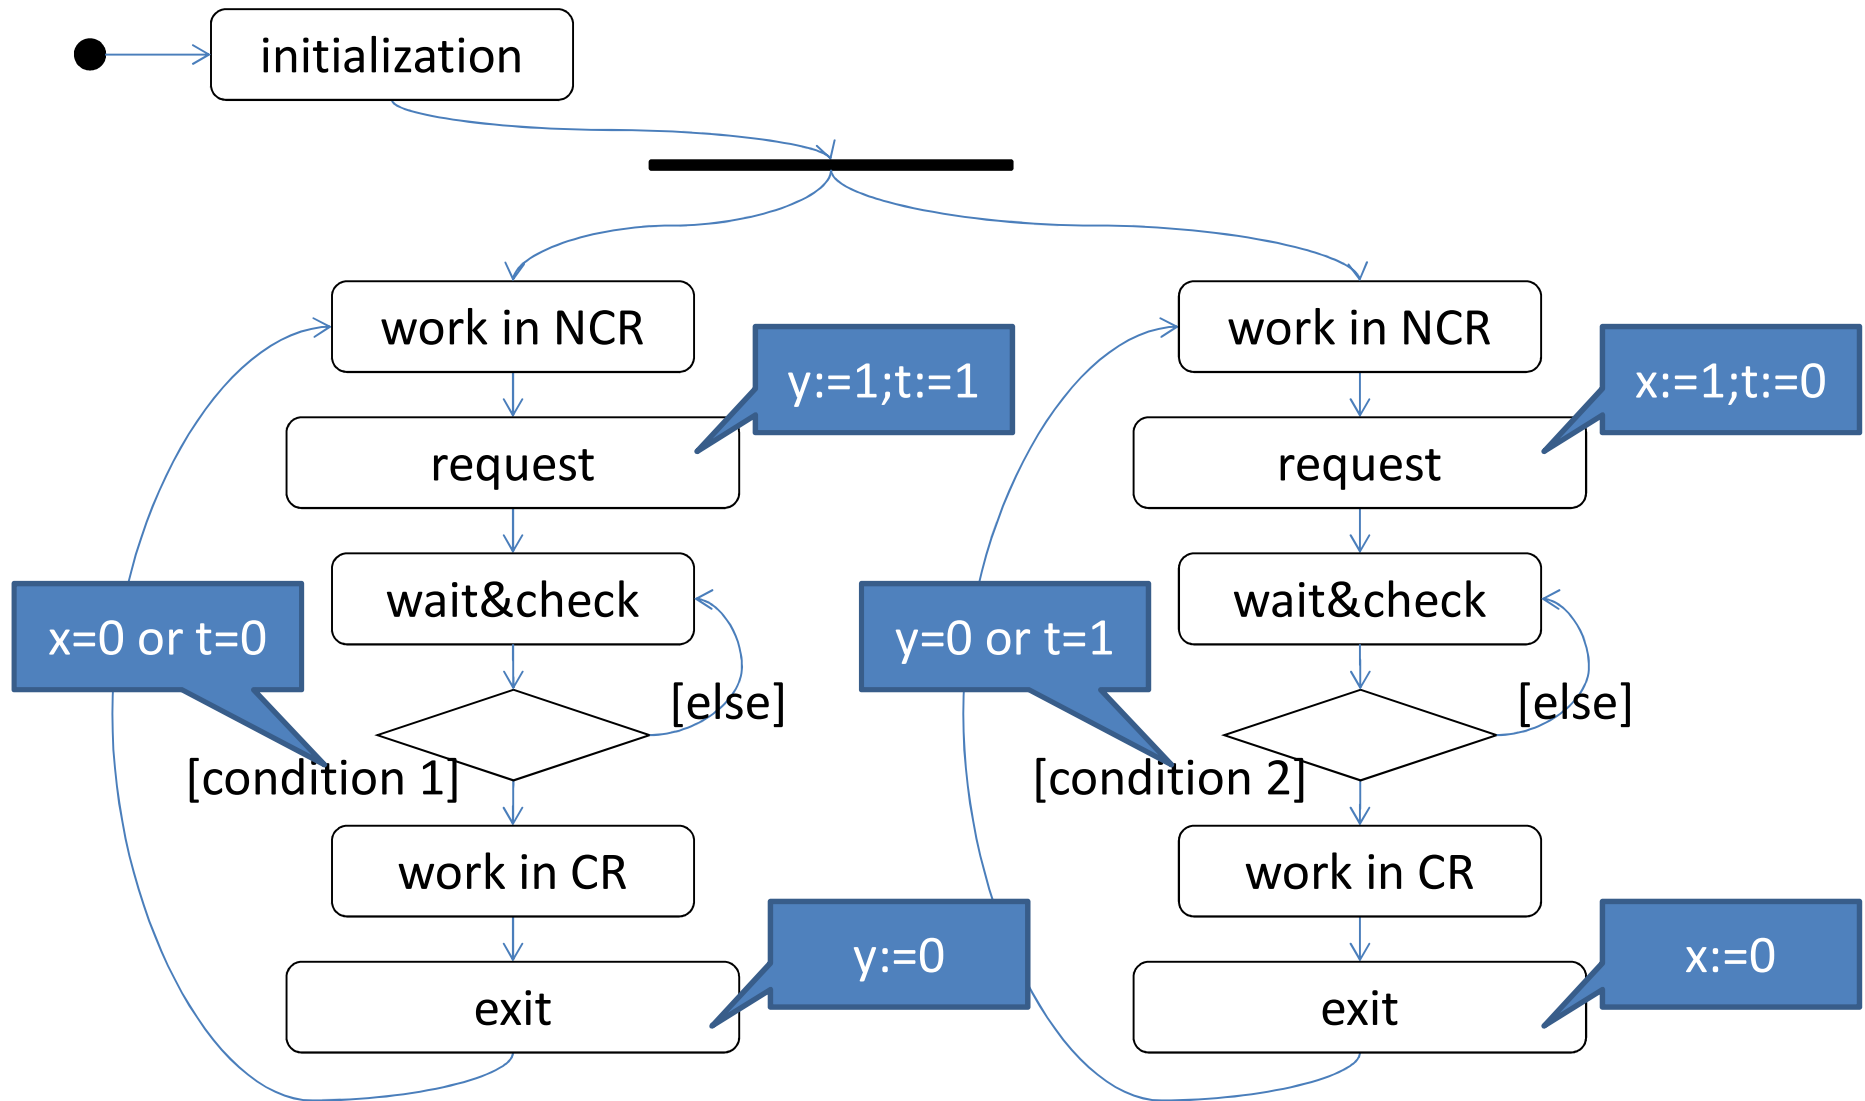 initialization
work in NCR
y:=1;t:=1
request
wait&check
x=0 or t=0
[else]
[condition 1]
work in CR
y:=0
exit
work in NCR
x:=1;t:=0
request
wait&check
y=0 or t=1
[else]
[condition 2]
work in CR
x:=0
exit